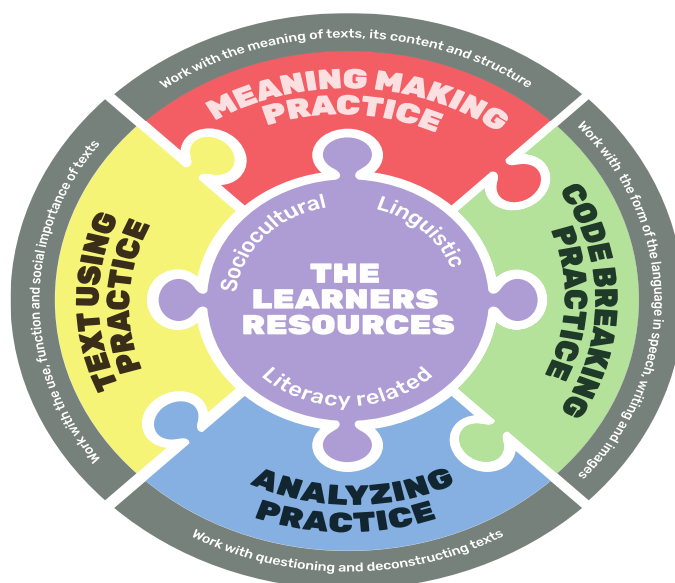 Work with the meaning of texts, its content and structure
MEANING MAKING
PRACTICE
Work with the use, function and social importance of texts
TEXT USING
PRACTICE
Sociocultural
Linguistic
THE
LEARNERS
RESOURCES
Literacy related
CODE BREAKING
PRACTICE
Work with the form of the language in speech, writing and images
ANALYZING
PRACTICE
Work with questioning and deconstructing texts